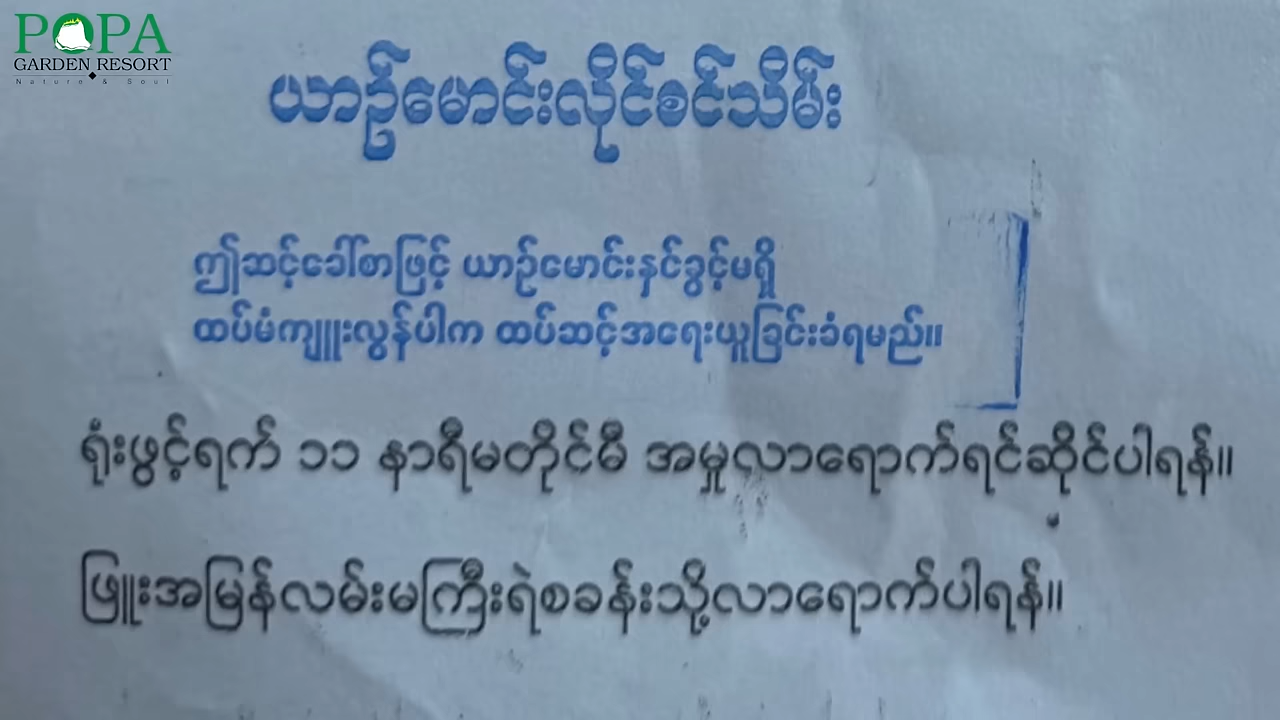 POPA
GARDEN RESORT
Nature & Soul
ယာဉ်မောင်းလိုင်စင်သိမ်း
ဤဆင့်ခေါ်စာဖြင့် ယာဉ်မောင်းနှင်ခွင့်မရှိ
ထပ်မံကျူးလွန်ပါက ထပ်ဆင့်အရေးယူခြင်းခံရမည်။
ရုံးဖွင့်ရက် ၁၁ နာရီမတိုင်မီ အမှုလာရောက်ရင်ဆိုင်ပါရန်။
ဖြူးအမြန်လမ်းမကြီးရဲစခန်းသို့လာရောက်ပါရန်။